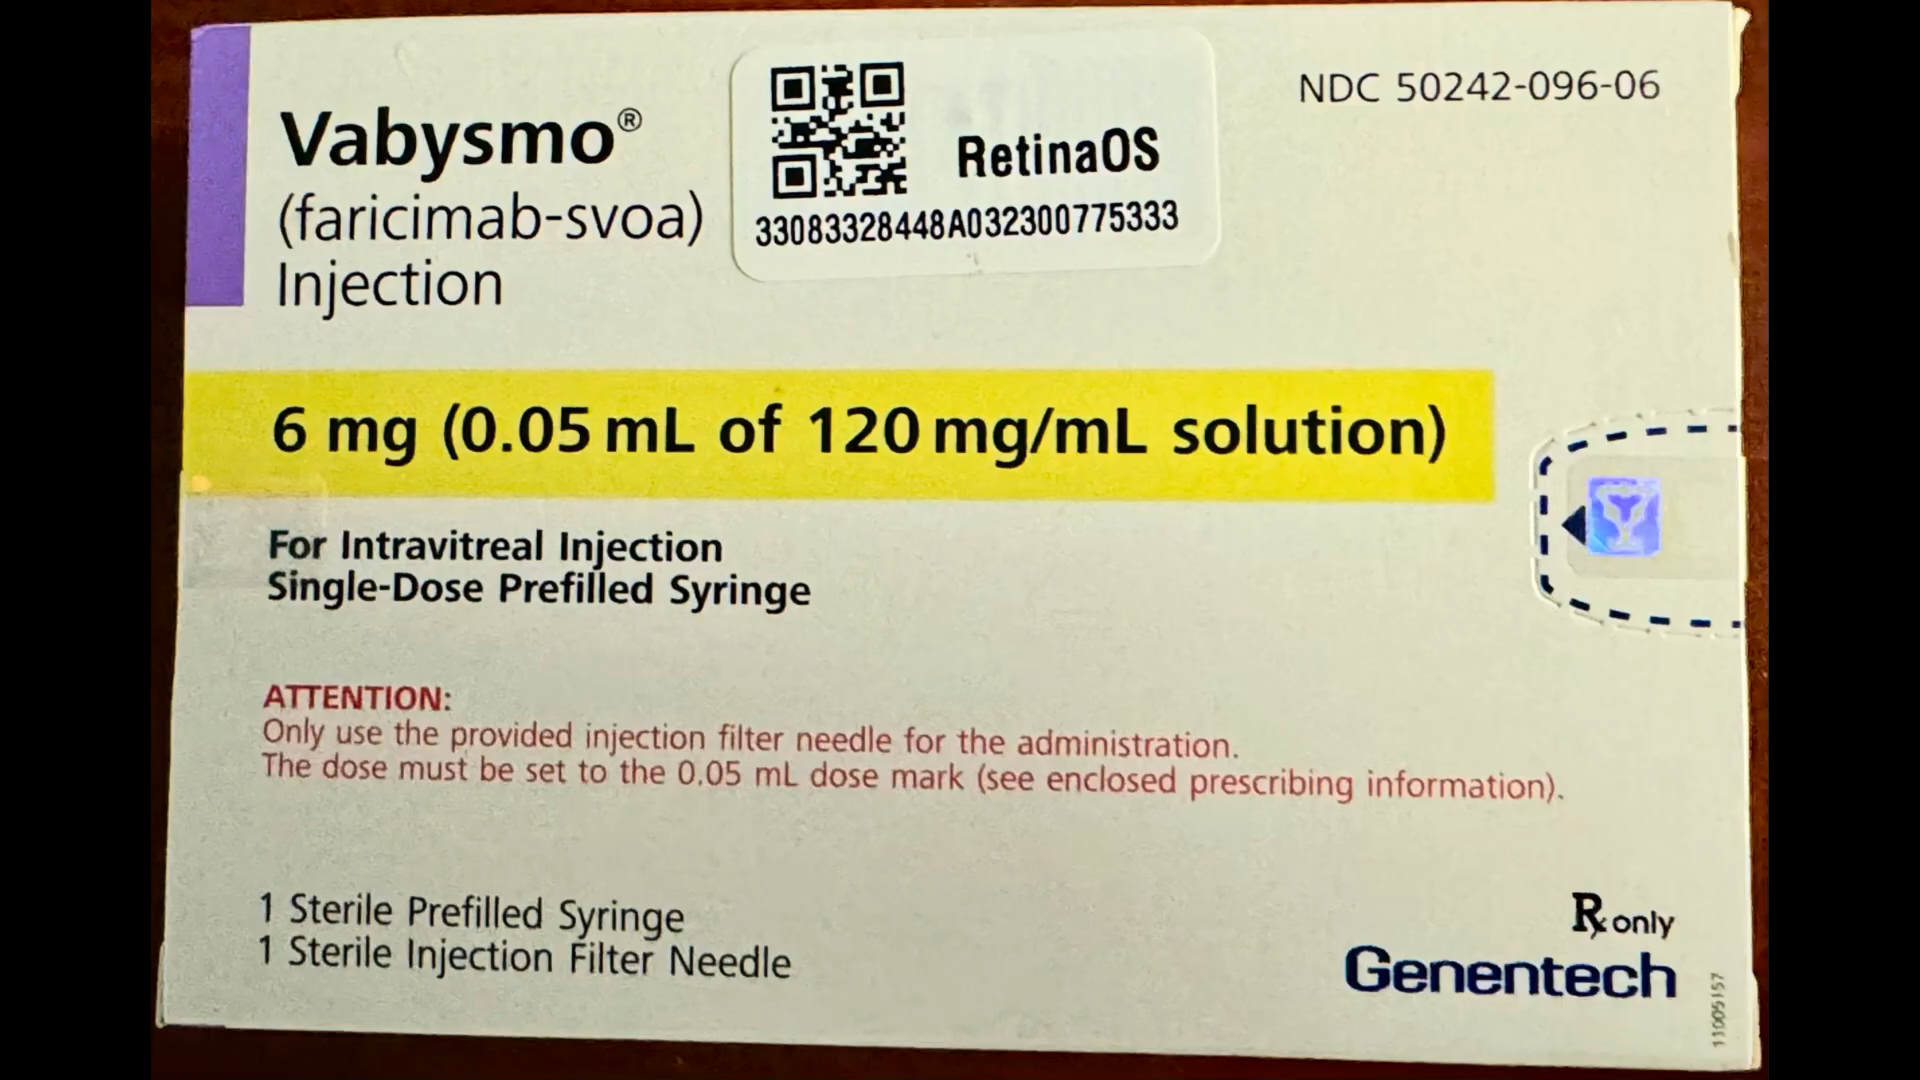 Vabysmo®
(faricimab-svoa)
Injection
RetinaOS
33083328448A032300775333
NDC 50242-096-06
6 mg (0.05 mL of 120 mg/mL solution)
For Intravitreal Injection
Single-Dose Prefilled Syringe
ATTENTION:
Only use the provided injection filter needle for the administration.
The dose must be set to the 0.05 mL dose mark (see enclosed prescribing information).
1 Sterile Prefilled Syringe
1 Sterile Injection Filter Needle
Rx only
Genentech
11005157